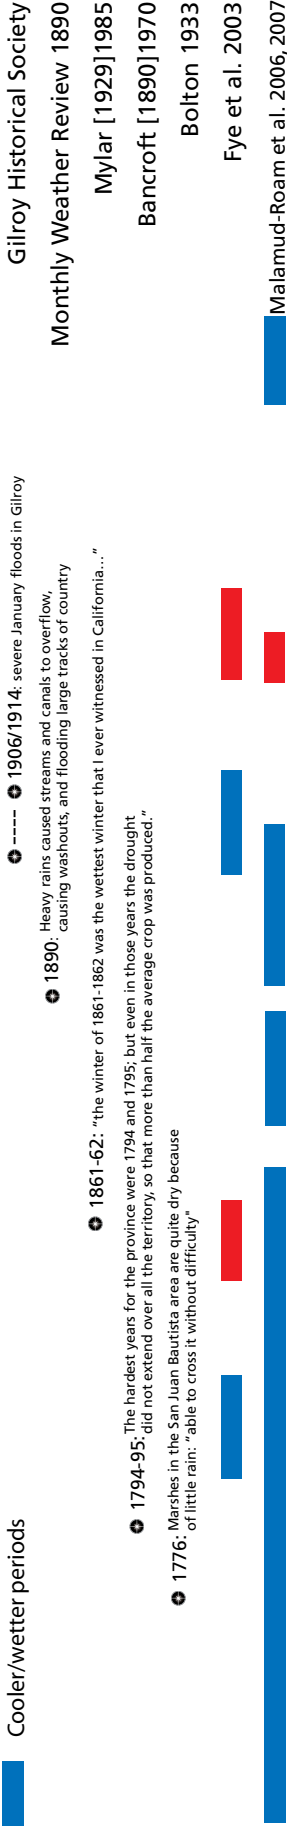 Cooler/wetter periods
---- 1906/1914: severe January floods in Gilroy
Gilroy Historical Society
1890: Heavy rains caused streams and canals to overflow,
causing washouts, and flooding large tracks of country
Monthly Weather Review 1890
1861-62: “the winter of 1861-1862 was the wettest winter that I ever witnessed in California...”
Mylar [1929]1985
1794-95: The hardest years for the province were 1794 and 1795; but even in those years the drought
did not extend over all the territory, so that more than half the average crop was produced.”
Bancroft [1890]1970
1776: Marshes in the San Juan Bautista area are quite dry because
of little rain: “able to cross it without difficulty"
Bolton 1933
Fye et al. 2003
Malamud-Roam et al. 2006, 2007